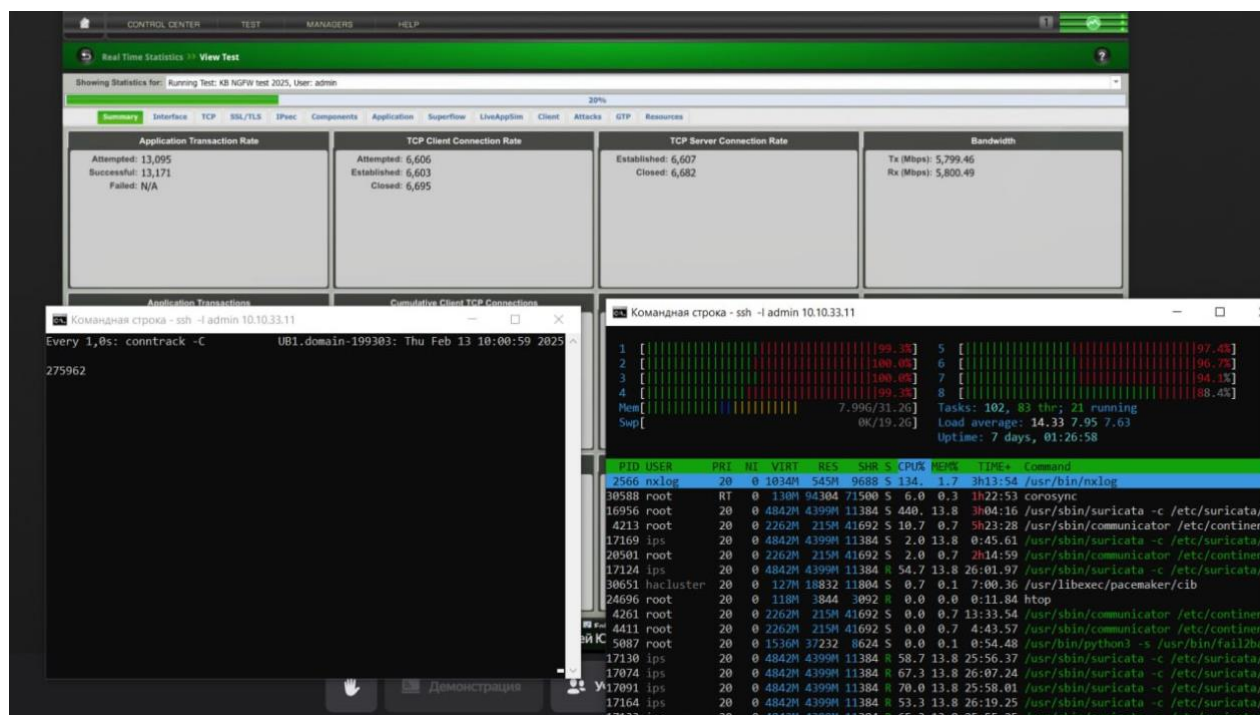 CONTROL CENTER TEST MANAGERS HELP 1
Real Time Statistics >> View Test ?
Showing Statistics for: Running Test: KB NGFW test 2025, User: admin
20%
Summary Interface TCP SSL/TLS IPsec Components Application Superflow LiveAppSim Client Attacks GTP Resources
Application Transaction Rate
Attempted: 13,095
Successful: 13,171
Failed: N/A
TCP Client Connection Rate
Attempted: 6,606
Established: 6,603
Closed: 6,695
TCP Server Connection Rate
Established: 6,607
Closed: 6,682
Bandwidth
Tx (Mbps): 5,799.46
Rx (Mbps): 5,800.49
Application Transactions
Cumulative Client TCP Connections
Командная строка - ssh -l admin 10.10.33.11
Every 1,0s: conntrack -C UB1.domain-199303: Thu Feb 13 10:00:59 2025
275962
Демонстрация
Командная строка - ssh -l admin 10.10.33.11
1 [99.3%] 5 [97.4%]
2 [100.0%] 6 [96.7%]
3 [100.0%] 7 [94.1%]
4 [99.3%] 8 [88.4%]
Mem[7.99G/31.2G] Tasks: 102, 83 thr; 21 running
Swp[0K/19.2G] Load average: 14.33 7.95 7.63
Uptime: 7 days, 01:26:58
PID USER PRI NI VIRT RES SHR S CPU% MEM% TIME+ Command
2566 nxlog 20 0 1034M 545M 9688 S 134. 1.7 3h13:54 /usr/bin/nxlog
30588 root RT 0 130M 94304 71500 S 6.0 0.3 1h22:53 corosync
16956 root 20 0 4842M 4399M 11384 S 440. 13.8 3h04:16 /usr/sbin/suricata -c /etc/suricata/
4213 root 20 0 2262M 215M 41692 S 10.7 0.7 5h23:28 /usr/sbin/communicator /etc/continen
17169 ips 20 0 4842M 4399M 11384 S 2.0 13.8 0:45.61 /usr/sbin/suricata -c /etc/suricata/
20501 root 20 0 2262M 215M 41692 S 2.0 0.7 2h14:59 /usr/sbin/communicator /etc/continen
17124 ips 20 0 4842M 4399M 11384 R 54.7 13.8 26:01.97 /usr/sbin/suricata -c /etc/suricata/
30651 hacluster 20 0 127M 18832 11804 S 0.7 0.1 7:00.36 /usr/libexec/pacemaker/cib
24696 root 20 0 118M 3844 3092 R 0.0 0.0 0:11.84 htop
4261 root 20 0 2262M 215M 41692 S 0.0 0.7 13:33.54 /usr/sbin/communicator /etc/continen
4411 root 20 0 2262M 215M 41692 S 0.0 0.7 4:43.57 /usr/sbin/communicator /etc/continen
5087 root 20 0 1536M 37232 8624 S 0.0 0.1 0:54.48 /usr/bin/python3 -s /usr/bin/fail2ba
17130 ips 20 0 4842M 4399M 11384 R 58.7 13.8 25:56.37 /usr/sbin/suricata -c /etc/suricata/
17074 ips 20 0 4842M 4399M 11384 R 67.3 13.8 26:07.24 /usr/sbin/suricata -c /etc/suricata/
17091 ips 20 0 4842M 4399M 11384 R 70.0 13.8 25:58.01 /usr/sbin/suricata -c /etc/suricata/
17164 ips 20 0 4842M 4399M 11384 R 53.3 13.8 26:19.25 /usr/sbin/suricata -c /etc/suricata/